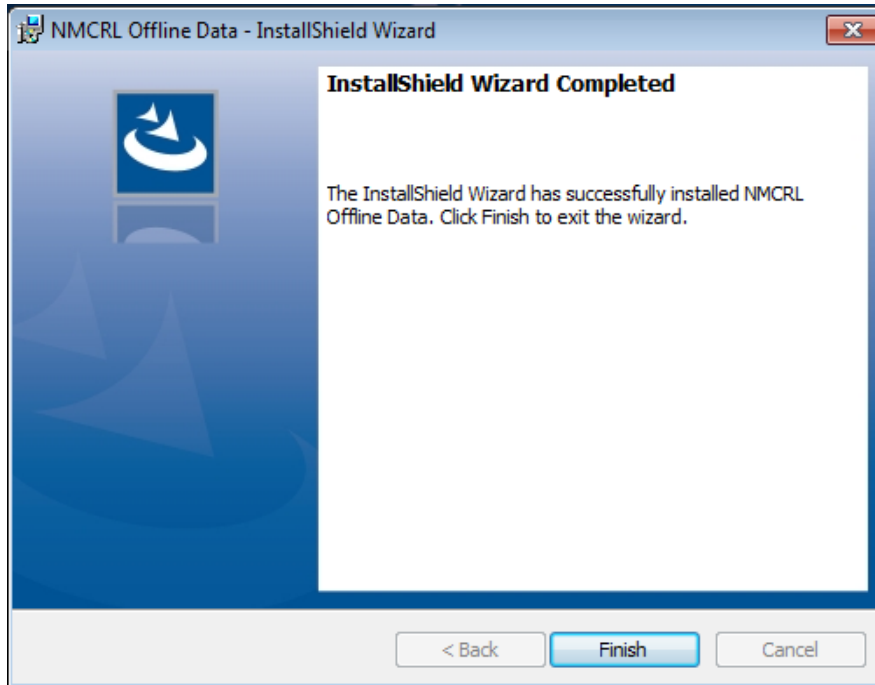 NMCRL Offline Data - InstallShield Wizard
InstallShield Wizard Completed
The InstallShield Wizard has successfully installed NMCRL
Offline Data. Click Finish to exit the wizard.
< Back
Finish
Cancel